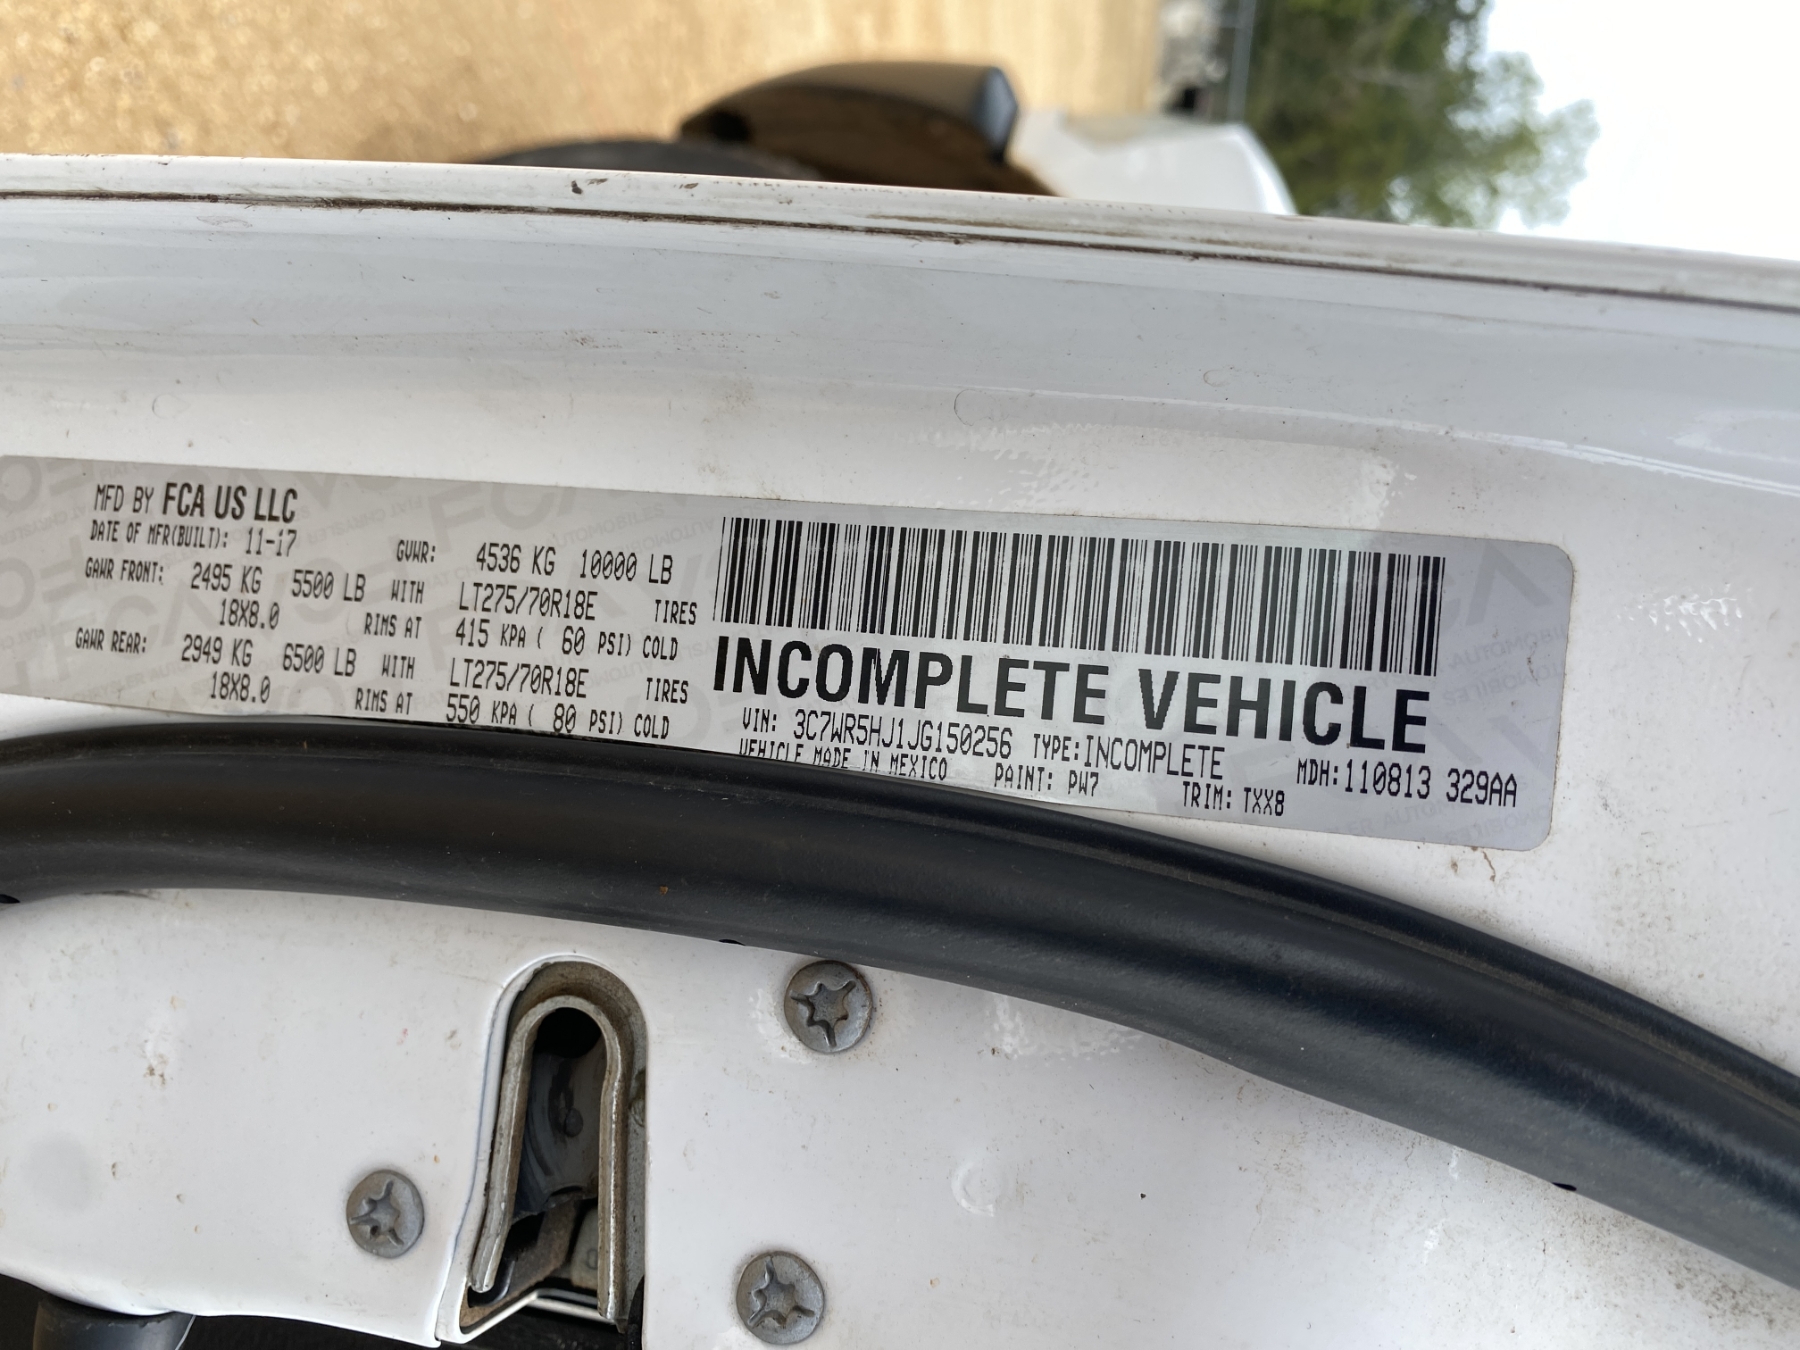 MFD BY FCA US LLC
DATE OF MFR(BUILT): 11-17 GVWR: 4536 KG 10000 LB
GAWR FRONT: 2495 KG 5500 LB WITH LT275/70R18E TIRES
18X8.0 RIMS AT 415 KPA ( 60 PSI) COLD
GAWR REAR: 2949 KG 6500 LB WITH LT275/70R18E TIRES
18X8.0 RIMS AT 550 KPA ( 80 PSI) COLD
INCOMPLETE VEHICLE
VIN: 3C7WR5HJ1JG150256 TYPE:INCOMPLETE MDH:110813 329AA
VEHICLE MADE IN MEXICO PAINT: PW7 TRIM: TXX8